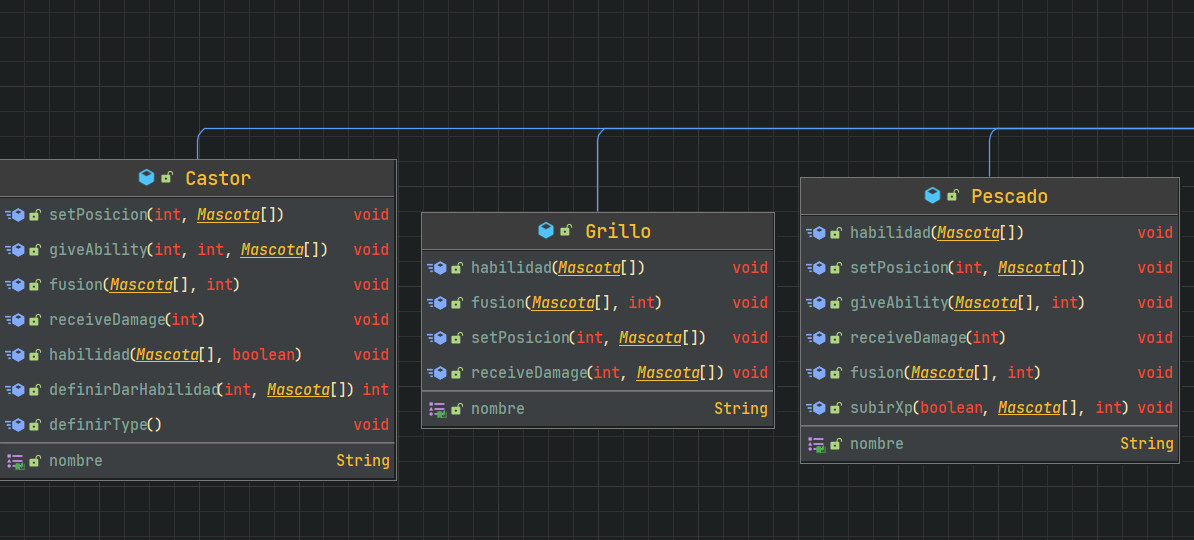 Castor
setPosicion(int, Mascota[]) void
giveAbility(int, int, Mascota[]) void
fusion(Mascota[], int) void
receiveDamage(int) void
habilidad(Mascota[], boolean) void
definirDarHabilidad(int, Mascota[]) int
definirType() void
nombre String
Grillo
habilidad(Mascota[]) void
fusion(Mascota[], int) void
setPosicion(int, Mascota[]) void
receiveDamage(int, Mascota[]) void
nombre String
Pescado
habilidad(Mascota[]) void
setPosicion(int, Mascota[]) void
giveAbility(Mascota[], int) void
receiveDamage(int) void
fusion(Mascota[], int) void
subirXp(boolean, Mascota[], int) void
nombre String